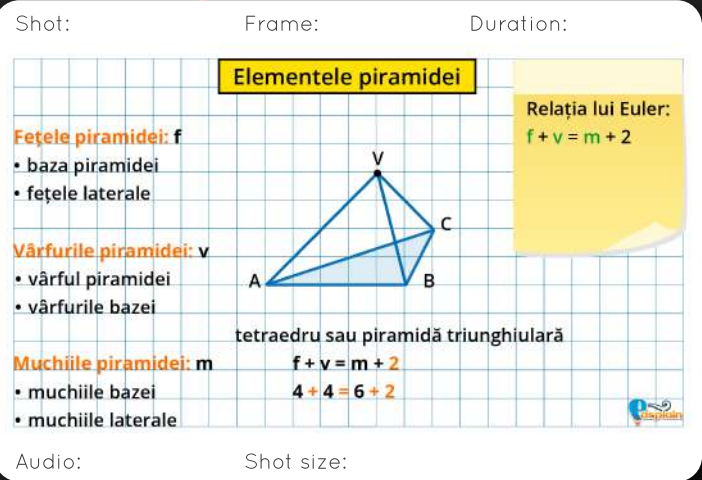 Shot: Frame: Duration:
Elementele piramidei
Relația lui Euler:
f + v = m + 2
Fețele piramidei: f
• baza piramidei
• fețele laterale
Vârfurile piramidei: v
• vârful piramidei
• vârfurile bazei
Muchiile piramidei: m
• muchiile bazei
• muchiile laterale
V
C
A
B
tetraedru sau piramidă triunghiulară
f + v = m + 2
4 + 4 = 6 + 2
Audio: Shot size: